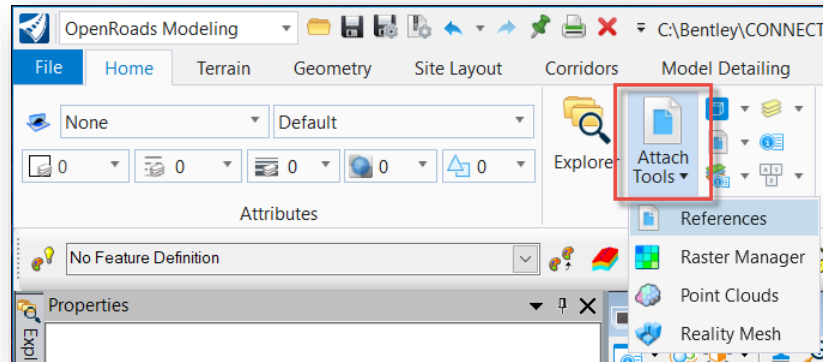 OpenRoads Modeling C:\Bentley\CONNECT
File Home Terrain Geometry Site Layout Corridors Model Detailing
None Default
0 0 0 0 0
Explorer
Attach
Tools
Attributes
References
No Feature Definition
Raster Manager
Point Clouds
Properties
Reality Mesh
Expl